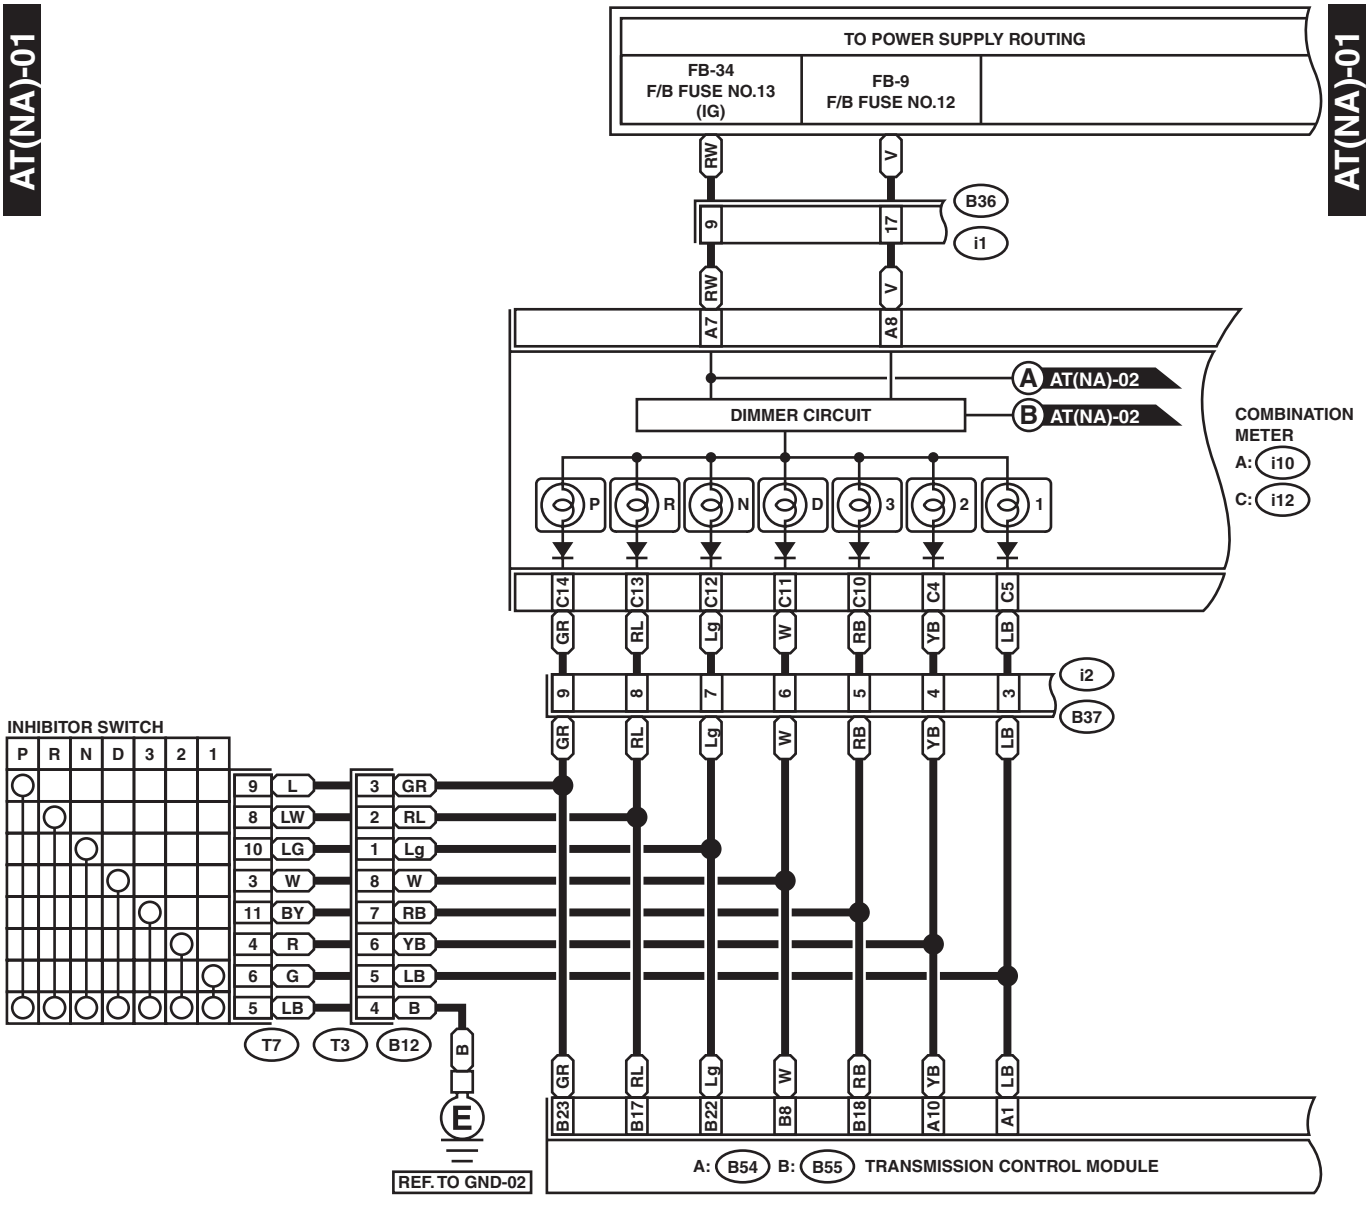 AT(NA)-01
AT(NA)-01
TO POWER SUPPLY ROUTING
FB-34
F/B FUSE NO.13
(IG)
FB-9
F/B FUSE NO.12
RW V
9 17
B36
i1
RW V
A7 A8
A AT(NA)-02
DIMMER CIRCUIT
B AT(NA)-02
COMBINATION
METER
A: i10
C: i12
P R N D 3 2 1
C14 C13 C12 C11 C10 C4 C5
GR RL Lg W RB YB LB
9 8 7 6 5 4 3
i2
B37
GR RL Lg W RB YB LB
INHIBITOR SWITCH
P R N D 3 2 1
9 L 3 GR
8 LW 2 RL
10 LG 1 Lg
3 W 8 W
11 BY 7 RB
4 R 6 YB
6 G 5 LB
5 LB 4 B
T7 T3 B12
B
E
REF. TO GND-02
GR RL Lg W RB YB LB
B23 B17 B22 B8 B18 A10 A1
A: B54 B: B55 TRANSMISSION CONTROL MODULE